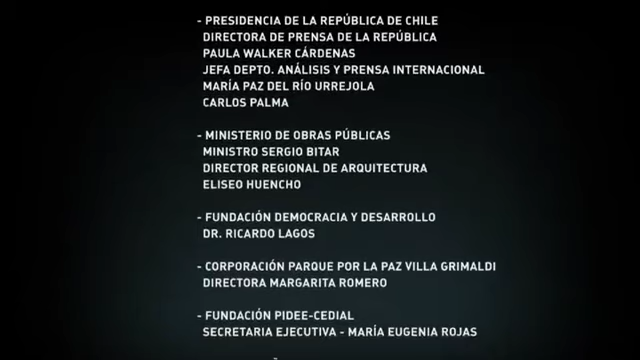 - PRESIDENCIA DE LA REPÚBLICA DE CHILE
DIRECTORA DE PRENSA DE LA REPÚBLICA
PAULA WALKER CÁRDENAS
JEFA DEPTO. ANÁLISIS Y PRENSA INTERNACIONAL
MARÍA PAZ DEL RÍO URREJOLA
CARLOS PALMA
- MINISTERIO DE OBRAS PÚBLICAS
MINISTRO SERGIO BITAR
DIRECTOR REGIONAL DE ARQUITECTURA
ELISEO HUENCHO
- FUNDACIÓN DEMOCRACIA Y DESARROLLO
DR. RICARDO LAGOS
- CORPORACIÓN PARQUE POR LA PAZ VILLA GRIMALDI
DIRECTORA MARGARITA ROMERO
- FUNDACIÓN PIDEE-CEDIAL
SECRETARIA EJECUTIVA - MARÍA EUGENIA ROJAS